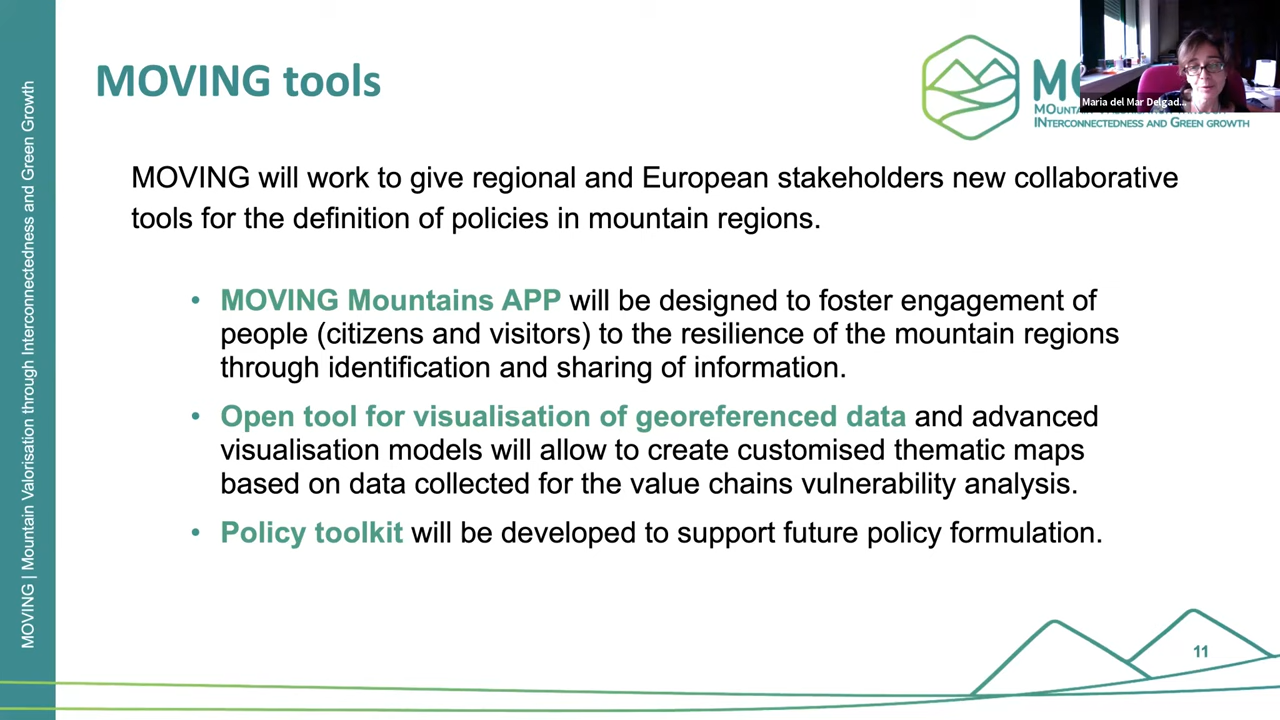 MOVING tools
Maria del Mar Delgad...
INTERCONNECTEDNESS AND GREEN GROWTH
MOVING will work to give regional and European stakeholders new collaborative
tools for the definition of policies in mountain regions.
• MOVING Mountains APP will be designed to foster engagement of
people (citizens and visitors) to the resilience of the mountain regions
through identification and sharing of information.
• Open tool for visualisation of georeferenced data and advanced
visualisation models will allow to create customised thematic maps
based on data collected for the value chains vulnerability analysis.
• Policy toolkit will be developed to support future policy formulation.
11
MOVING | Mountain Valorisation through Interconnectedness and Green Growth